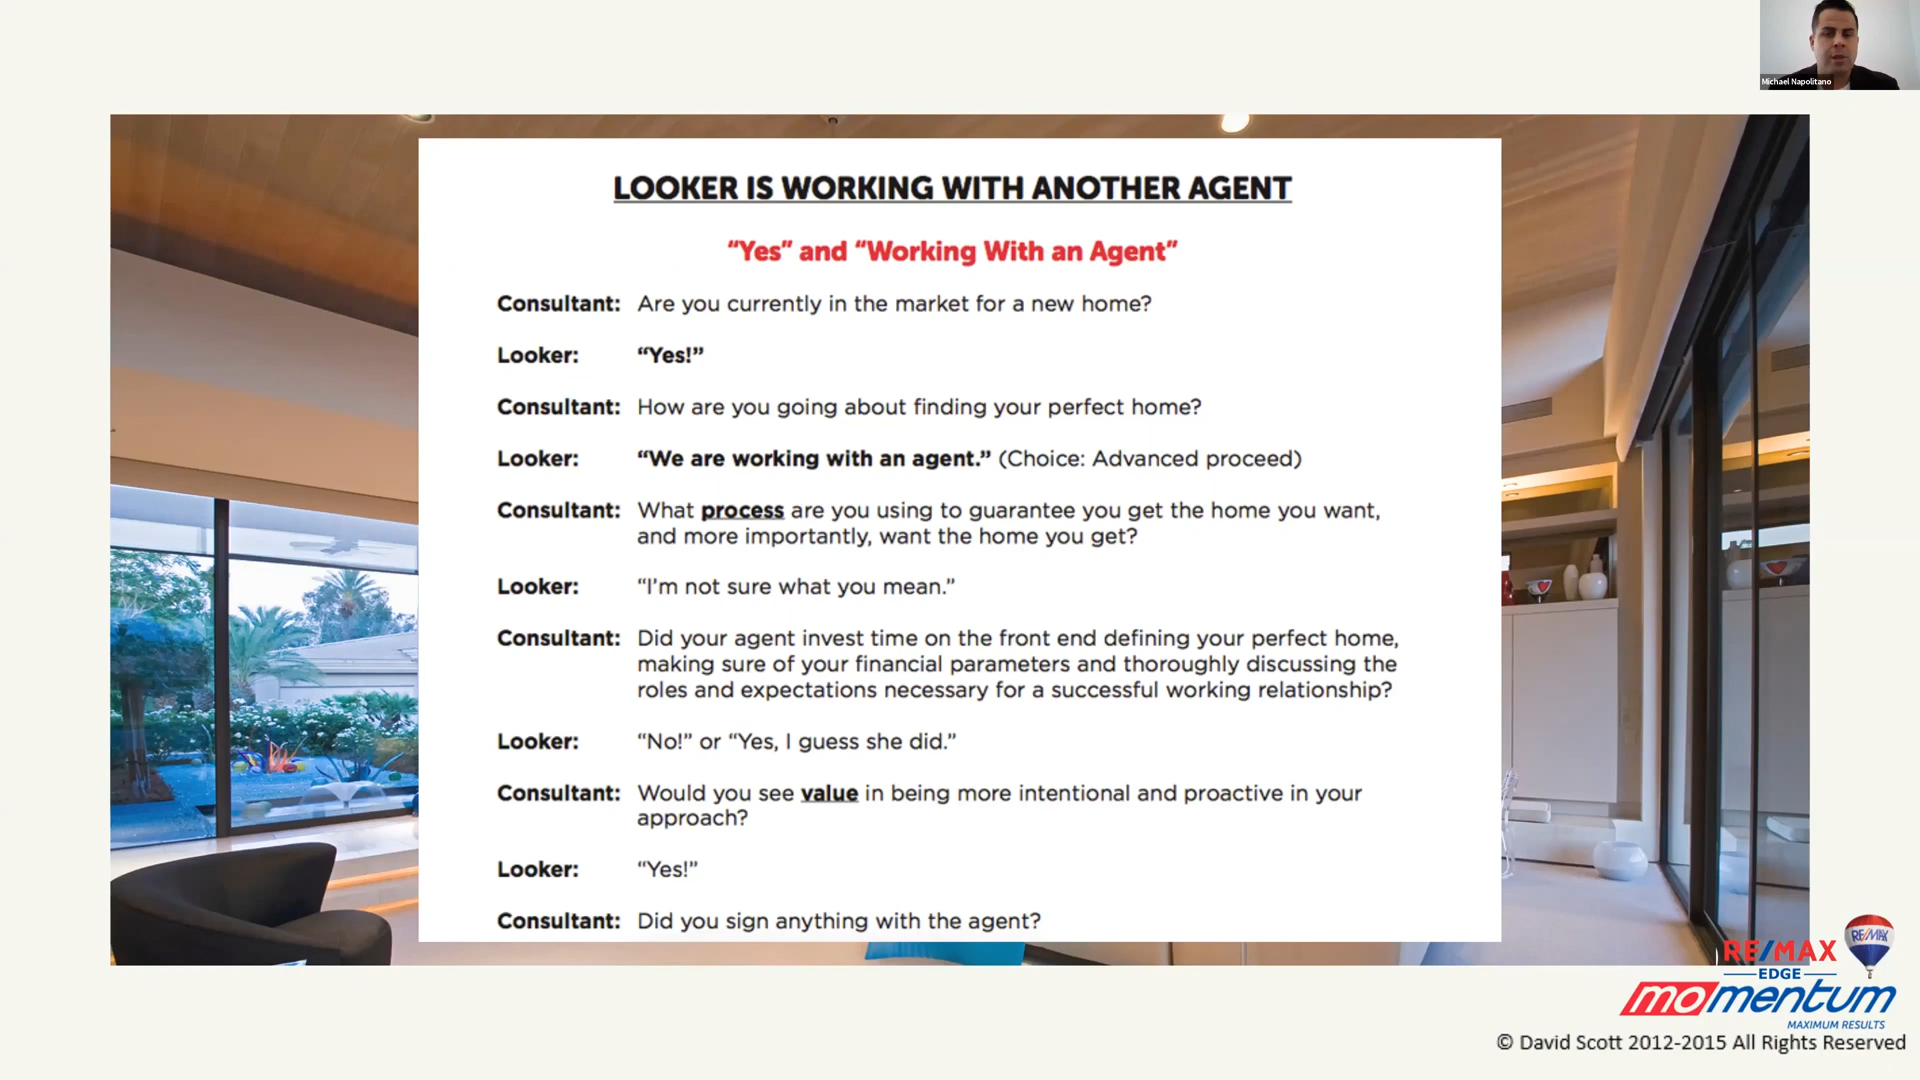 Michael Napolitano
LOOKER IS WORKING WITH ANOTHER AGENT
“Yes” and “Working With an Agent”
Consultant: Are you currently in the market for a new home?
Looker: “Yes!”
Consultant: How are you going about finding your perfect home?
Looker: “We are working with an agent.” (Choice: Advanced proceed)
Consultant: What process are you using to guarantee you get the home you want,
and more importantly, want the home you get?
Looker: “I’m not sure what you mean.”
Consultant: Did your agent invest time on the front end defining your perfect home,
making sure of your financial parameters and thoroughly discussing the
roles and expectations necessary for a successful working relationship?
Looker: “No!” or “Yes, I guess she did.”
Consultant: Would you see value in being more intentional and proactive in your
approach?
Looker: “Yes!”
Consultant: Did you sign anything with the agent?
RE/MAX
RE/MAX
EDGE
momentum
MAXIMUM RESULTS
© David Scott 2012-2015 All Rights Reserved